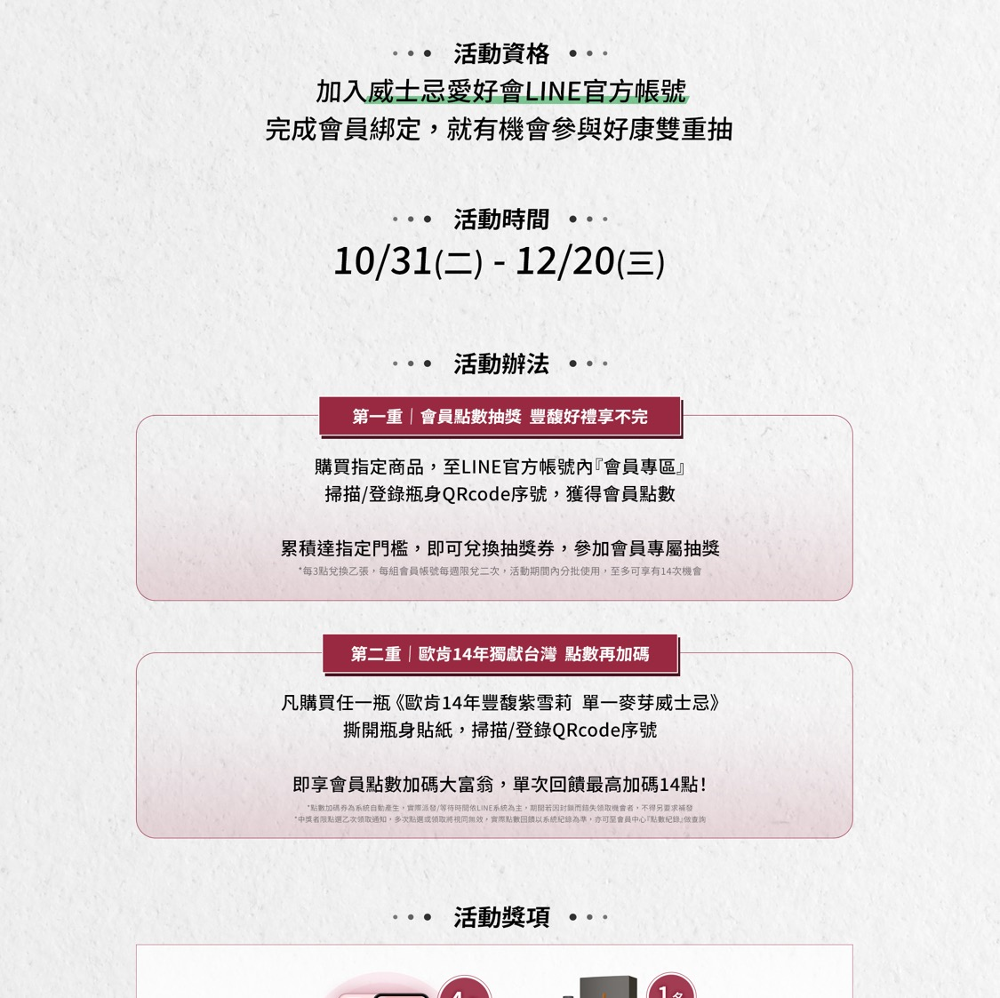 活動資格
加入威士忌愛好會LINE官方帳號
完成會員綁定，就有機會參與好康雙重抽
活動時間
10/31(二) - 12/20(三)
活動辦法
第一重｜會員點數抽獎 豐馥好禮享不完
購買指定商品，至LINE官方帳號內『會員專區』
掃描/登錄瓶身QRcode序號，獲得會員點數
累積達指定門檻，即可兌換抽獎券，參加會員專屬抽獎
*每3點兌換乙張，每組會員帳號每週限兌二次，活動期間內分批使用，至多可享有14次機會
第二重｜歐肯14年獨獻台灣 點數再加碼
凡購買任一瓶《歐肯14年豐馥紫雪莉 單一麥芽威士忌》
撕開瓶身貼紙，掃描/登錄QRcode序號
即享會員點數加碼大富翁，單次回饋最高加碼14點！
*點數加碼券為系統自動產生，實際派發/等待時間依LINE系統為主，期間若因封鎖而錯失領取機會者，不得另要求補發
*中獎者限點選乙次領取通知，多次點選或領取將視同無效，實際點數回饋以系統紀錄為準，亦可至會員中心『點數紀錄』做查詢
活動獎項
4
1名